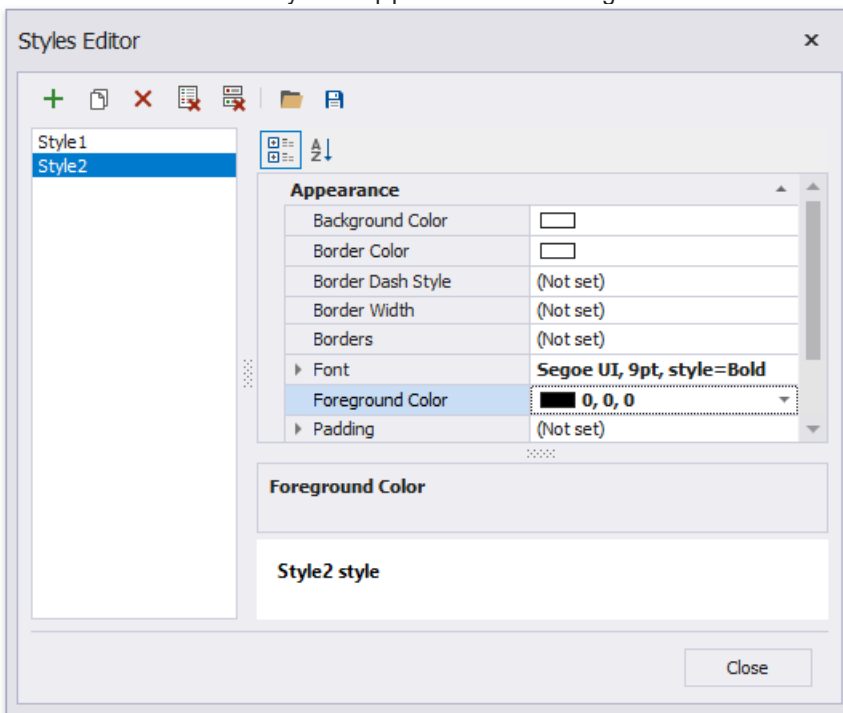 Styles Editor
Style1
Style2
Appearance
Background Color
Border Color
Border Dash Style (Not set)
Border Width (Not set)
Borders (Not set)
Font Segoe UI, 9pt, style=Bold
Foreground Color 0, 0, 0
Padding (Not set)
Foreground Color
Style2 style
Close